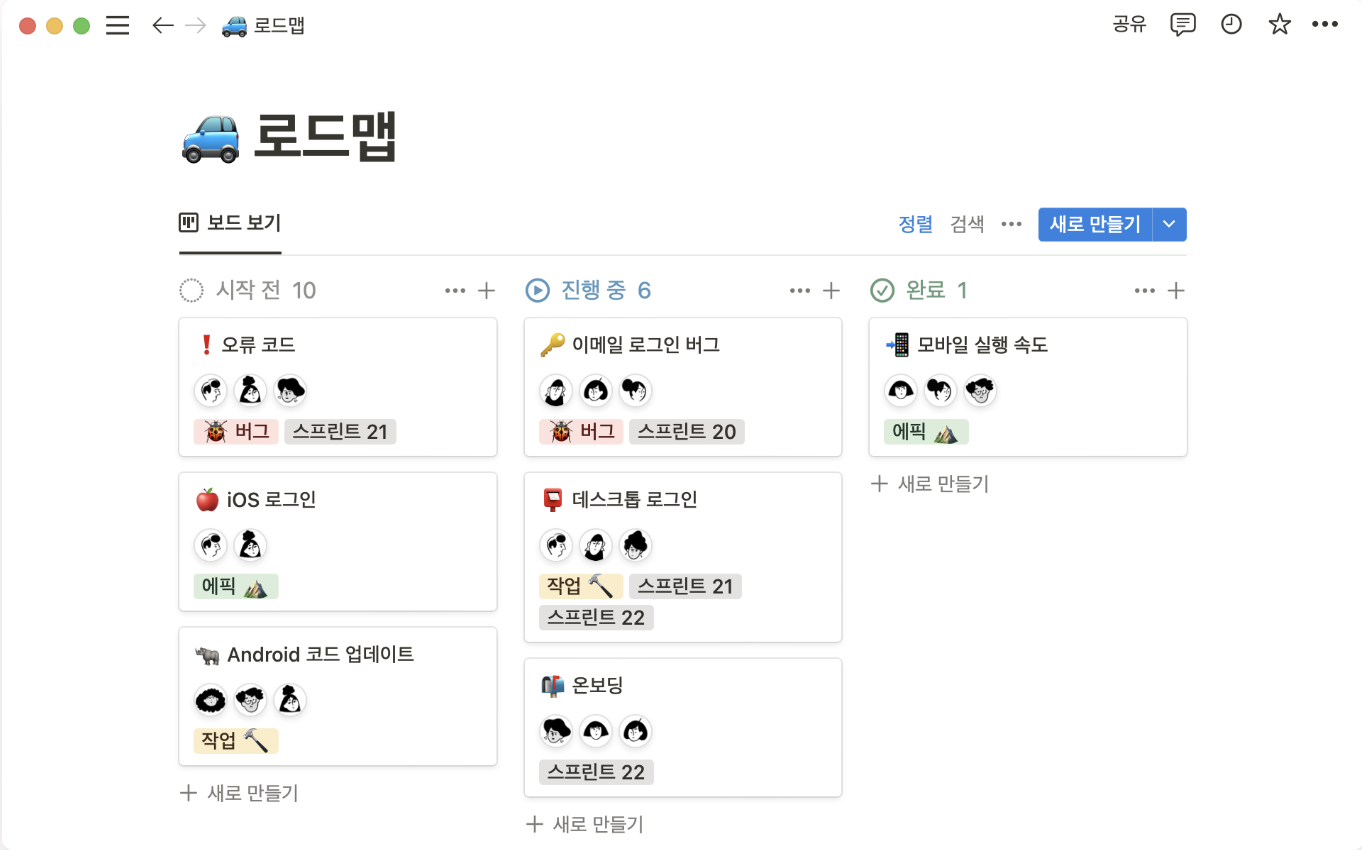 로드맵
공유
로드맵
보드 보기
정렬 검색 새로 만들기
시작 전 10
오류 코드
버그 스프린트 21
iOS 로그인
에픽
Android 코드 업데이트
작업
새로 만들기
진행 중 6
이메일 로그인 버그
버그 스프린트 20
데스크톱 로그인
작업 스프린트 21
스프린트 22
온보딩
스프린트 22
새로 만들기
완료 1
모바일 실행 속도
에픽
새로 만들기